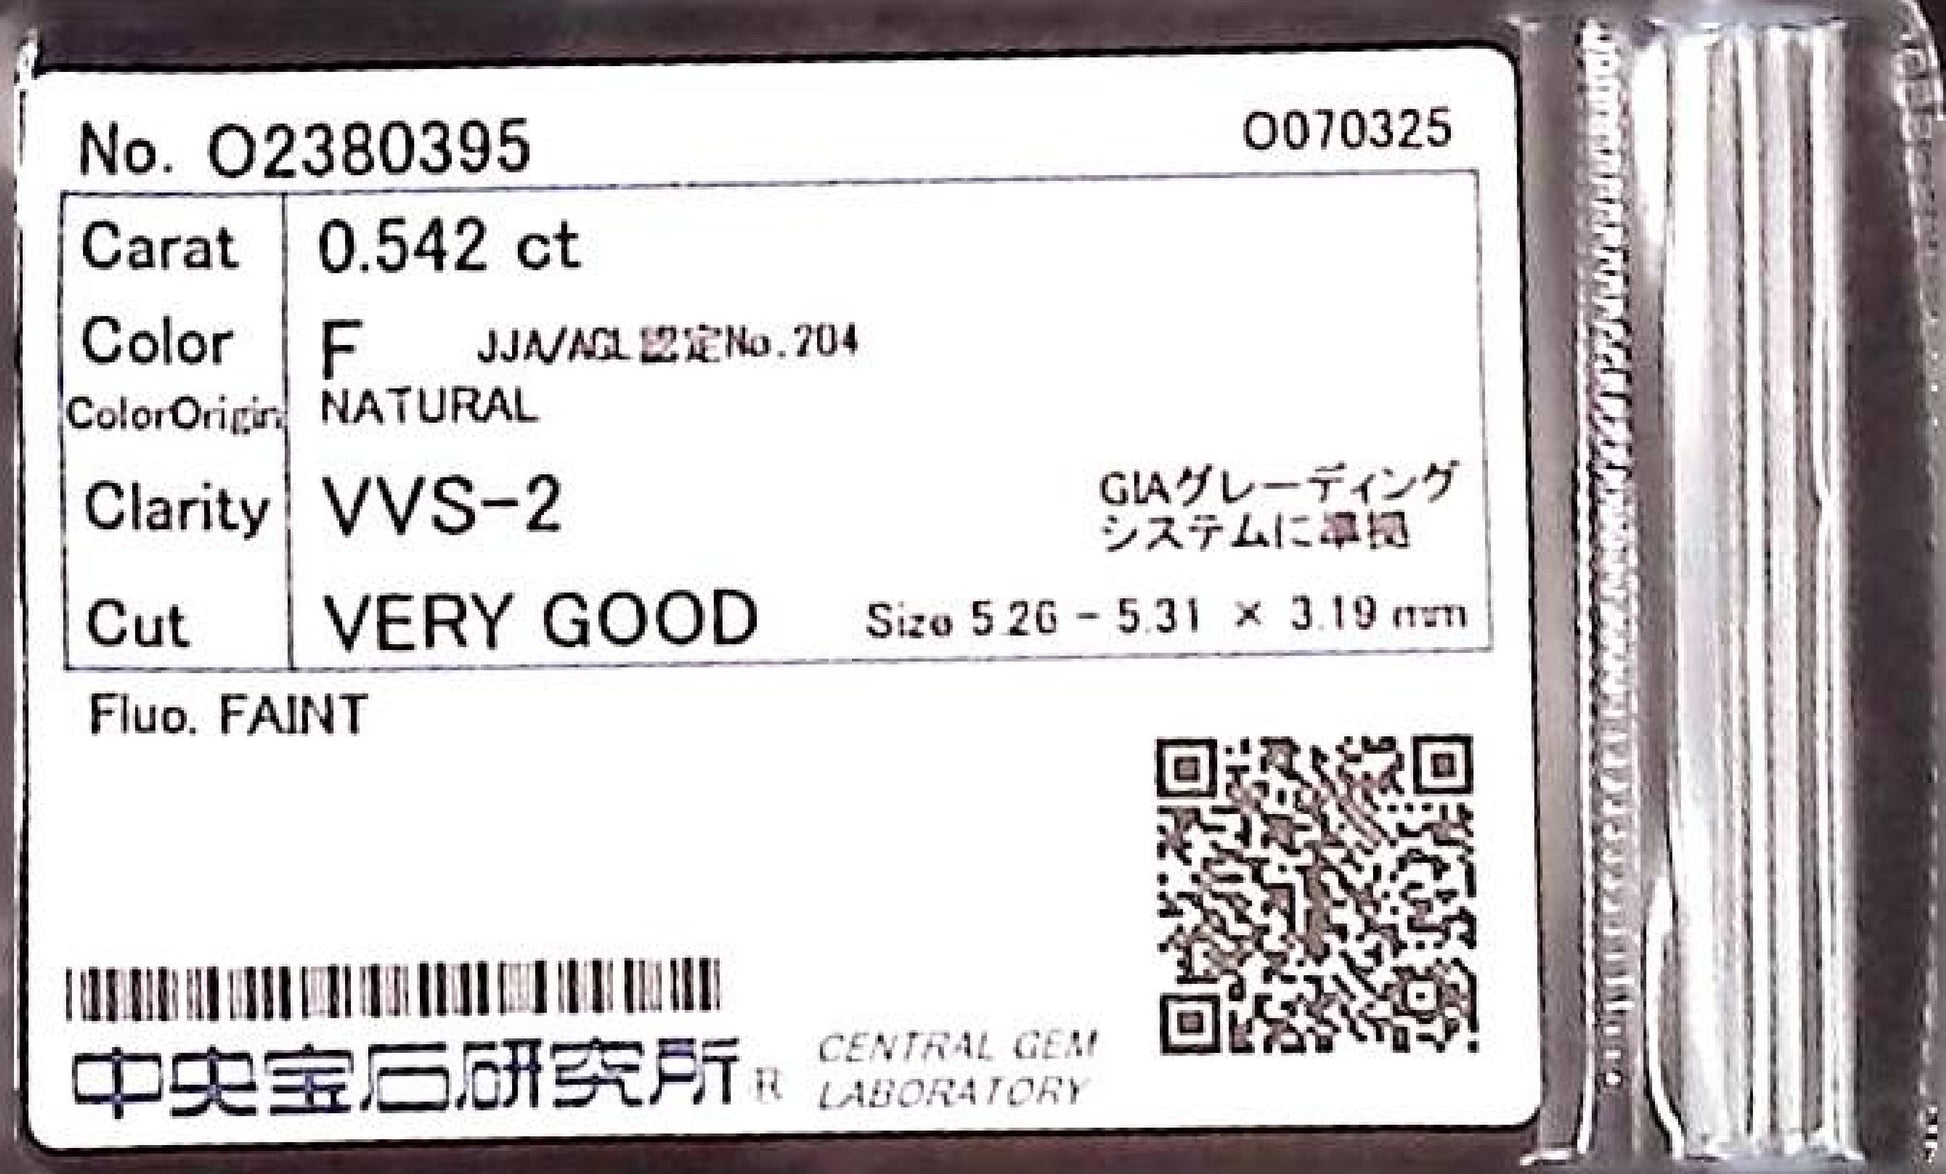 No. O2380395 O070325
Carat 0.542 ct
Color F JJA/AGL認定No.204
ColorOrigin NATURAL
Clarity VVS-2
GIAグレーディング
システムに準拠
Cut VERY GOOD Size 5.26 - 5.31 × 3.19 mm
Fluo. FAINT
中央宝石研究所® CENTRAL GEM
LABORATORY